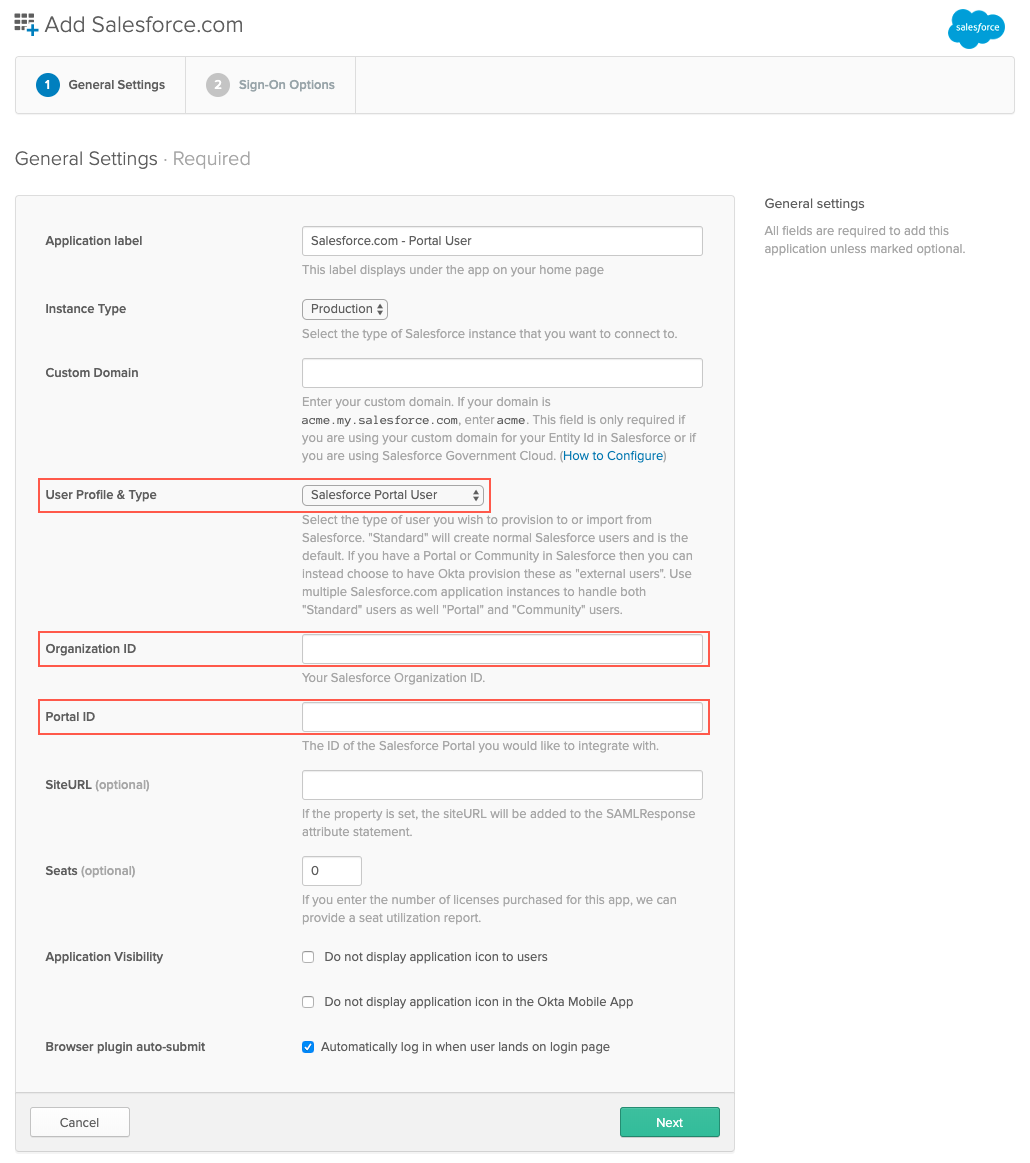 Add Salesforce.com
salesforce
1 General Settings
2 Sign-On Options
General Settings · Required
General settings
All fields are required to add this
application unless marked optional.
Application label
Salesforce.com - Portal User
This label displays under the app on your home page
Instance Type
Production
Select the type of Salesforce instance that you want to connect to.
Custom Domain
Enter your custom domain. If your domain is
acme.my.salesforce.com, enter acme. This field is only required if
you are using your custom domain for your Entity Id in Salesforce or if
you are using Salesforce Government Cloud. (How to Configure)
User Profile & Type
Salesforce Portal User
Select the type of user you wish to provision to or import from
Salesforce. "Standard" will create normal Salesforce users and is the
default. If you have a Portal or Community in Salesforce then you can
instead choose to have Okta provision these as "external users". Use
multiple Salesforce.com application instances to handle both
"Standard" users as well "Portal" and "Community" users.
Organization ID
Your Salesforce Organization ID.
Portal ID
The ID of the Salesforce Portal you would like to integrate with.
SiteURL (optional)
If the property is set, the siteURL will be added to the SAMLResponse
attribute statement.
Seats (optional)
0
If you enter the number of licenses purchased for this app, we can
provide a seat utilization report.
Application Visibility
Do not display application icon to users
Do not display application icon in the Okta Mobile App
Browser plugin auto-submit
Automatically log in when user lands on login page
Cancel
Next